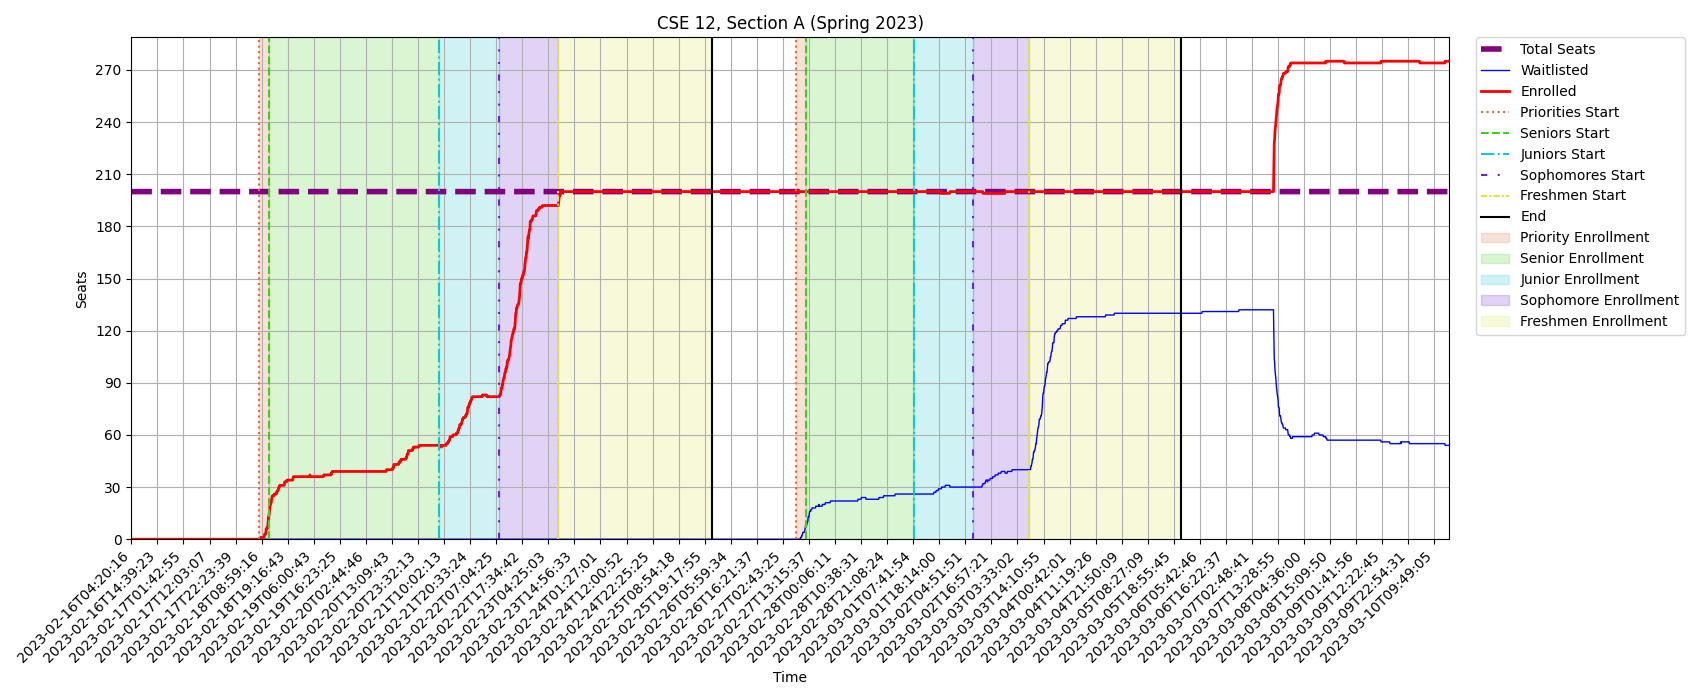 CSE 12, Section A (Spring 2023)
Seats
270
240
210
180
150
120
90
60
30
0
2023-02-16T04:20:16
2023-02-16T14:39:23
2023-02-17T01:42:55
2023-02-17T12:03:07
2023-02-17T22:23:39
2023-02-18T08:59:16
2023-02-18T19:16:43
2023-02-19T06:00:43
2023-02-19T16:23:25
2023-02-20T02:44:46
2023-02-20T13:09:43
2023-02-20T23:32:13
2023-02-21T10:02:13
2023-02-21T20:33:24
2023-02-22T07:04:25
2023-02-22T17:34:42
2023-02-23T04:25:03
2023-02-23T14:56:33
2023-02-24T01:27:01
2023-02-24T12:00:52
2023-02-24T22:25:25
2023-02-25T08:54:18
2023-02-25T19:17:55
2023-02-26T05:59:34
2023-02-26T16:21:37
2023-02-27T02:43:25
2023-02-27T13:15:37
2023-02-28T00:06:11
2023-02-28T10:38:31
2023-02-28T21:08:24
2023-03-01T07:41:54
2023-03-01T18:14:00
2023-03-02T04:51:51
2023-03-02T16:57:21
2023-03-03T03:33:02
2023-03-03T14:10:55
2023-03-04T00:42:01
2023-03-04T11:19:26
2023-03-04T21:50:09
2023-03-05T08:27:09
2023-03-05T18:55:45
2023-03-06T05:42:46
2023-03-06T16:22:37
2023-03-07T02:48:41
2023-03-07T13:28:55
2023-03-08T04:36:00
2023-03-08T15:09:50
2023-03-09T01:41:56
2023-03-09T12:22:45
2023-03-09T22:54:31
2023-03-10T09:49:05
Time
Total Seats
Waitlisted
Enrolled
Priorities Start
Seniors Start
Juniors Start
Sophomores Start
Freshmen Start
End
Priority Enrollment
Senior Enrollment
Junior Enrollment
Sophomore Enrollment
Freshmen Enrollment